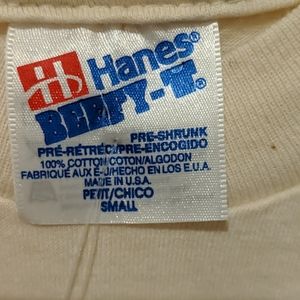 Hanes®
BEEFY-T®
PRE-SHRUNK
PRÉ-RÉTRÉCI/PRE-ENCOGIDO
100% COTTON/COTON/ALGODON
FABRIQUÉ AUX É-U/HECHO EN LOS E.U.A.
MADE IN U.S.A.
PETIT/CHICO
SMALL